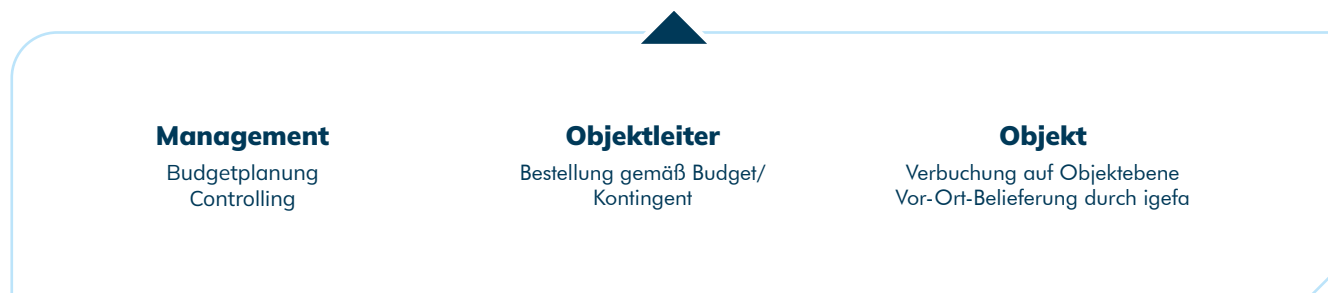 Management
Budgetplanung
Controlling
Objektleiter
Bestellung gemäß Budget/
Kontingent
Objekt
Verbuchung auf Objektebene
Vor-Ort-Belieferung durch igefa